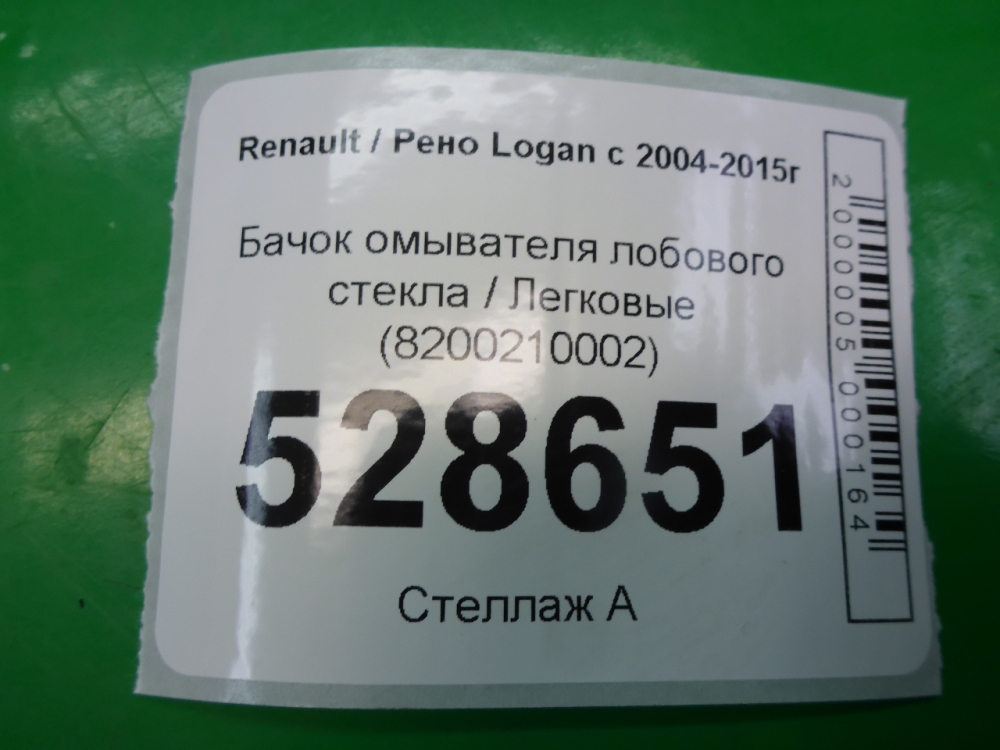 Renault / Рено Logan с 2004-2015г
Бачок омывателя лобового
стекла / Легковые
(8200210002)
528651
Стеллаж А
2000005000164